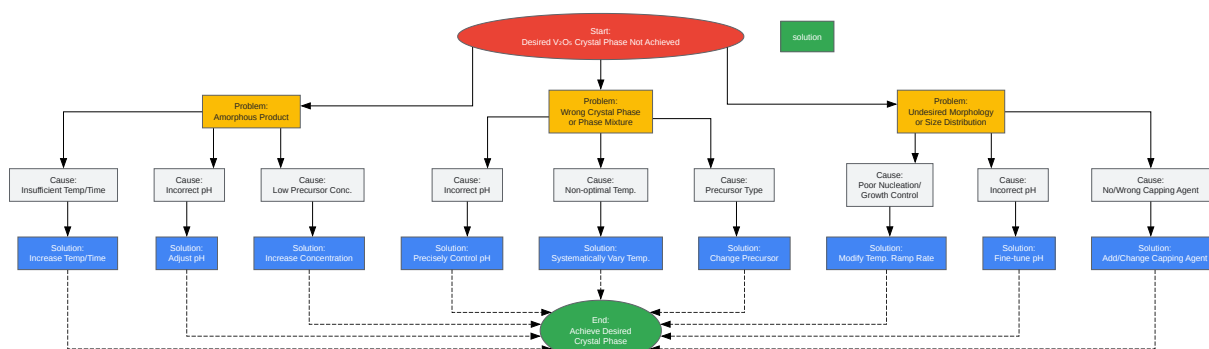 Start:
Desired V₂O₅ Crystal Phase Not Achieved
solution
Problem:
Amorphous Product
Problem:
Wrong Crystal Phase
or Phase Mixture
Problem:
Undesired Morphology
or Size Distribution
Cause:
Insufficient Temp/Time
Cause:
Incorrect pH
Cause:
Low Precursor Conc.
Cause:
Incorrect pH
Cause:
Non-optimal Temp.
Cause:
Precursor Type
Cause:
Poor Nucleation/
Growth Control
Cause:
Incorrect pH
Cause:
No/Wrong Capping Agent
Solution:
Increase Temp/Time
Solution:
Adjust pH
Solution:
Increase Concentration
Solution:
Precisely Control pH
Solution:
Systematically Vary Temp.
Solution:
Change Precursor
Solution:
Modify Temp. Ramp Rate
Solution:
Fine-tune pH
Solution:
Add/Change Capping Agent
End:
Achieve Desired
Crystal Phase